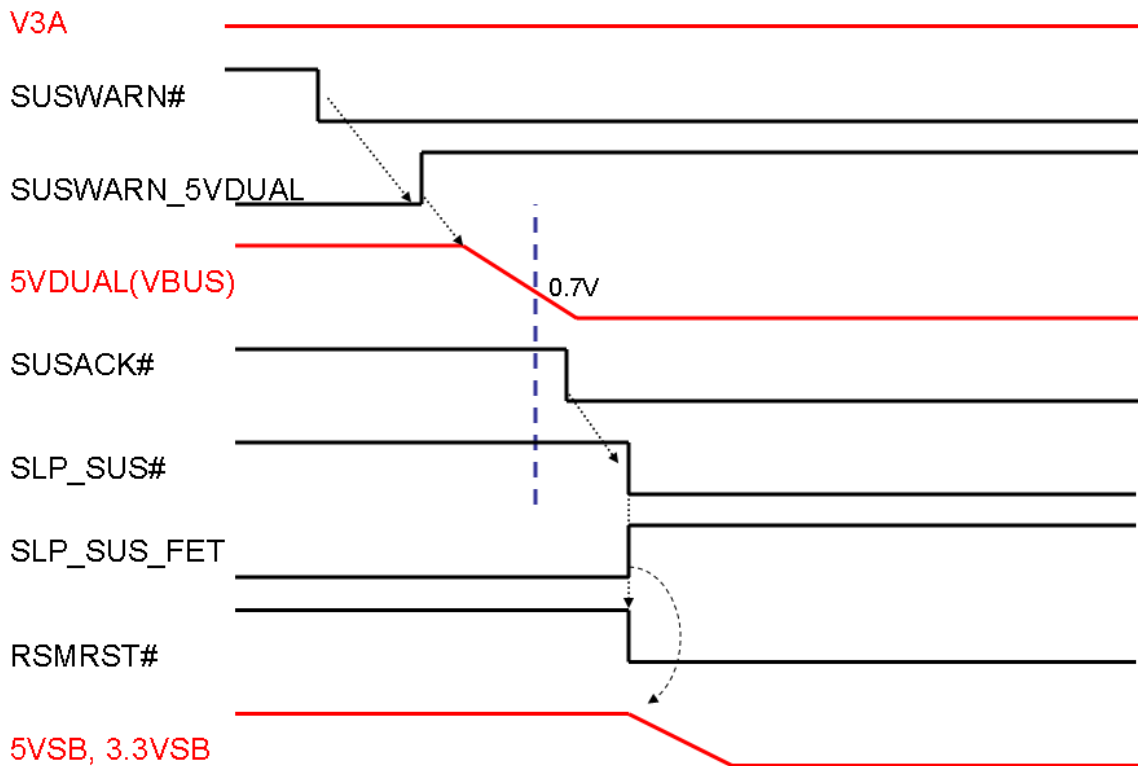 V3A
SUSWARN#
SUSWARN_5VDUAL
5VDUAL(VBUS)
0.7V
SUSACK#
SLP_SUS#
SLP_SUS_FET
RSMRST#
5VSB, 3.3VSB